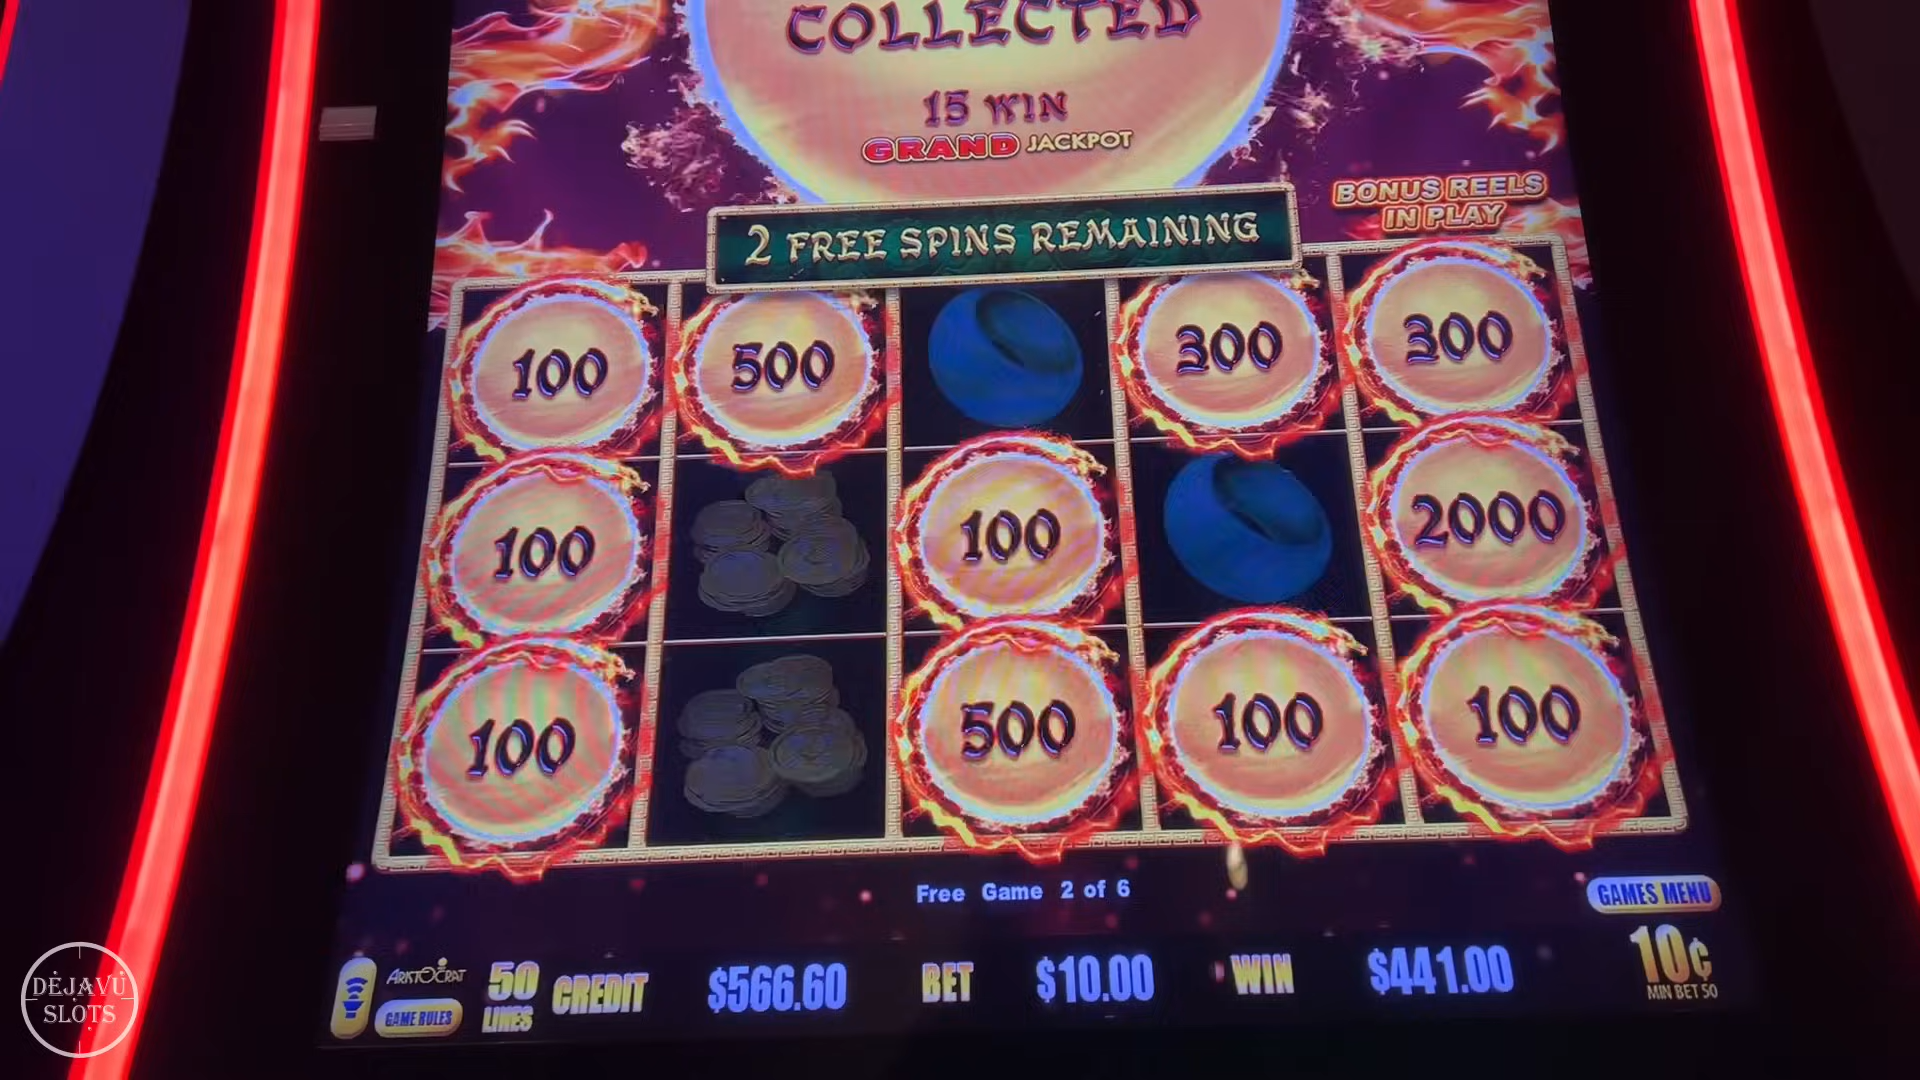 COLLECTED
15 WIN
GRAND JACKPOT
BONUS REELS
IN PLAY
2 FREE SPINS REMAINING
100 500 300 300
100 100 2000
100 500 100 100
Free Game 2 of 6
GAMES MENU
ARISTOCRAT
GAME RULES
50 LINES
CREDIT $566.60
BET $10.00
WIN $441.00
10¢
MIN BET 50
DÉJAVU
SLOTS